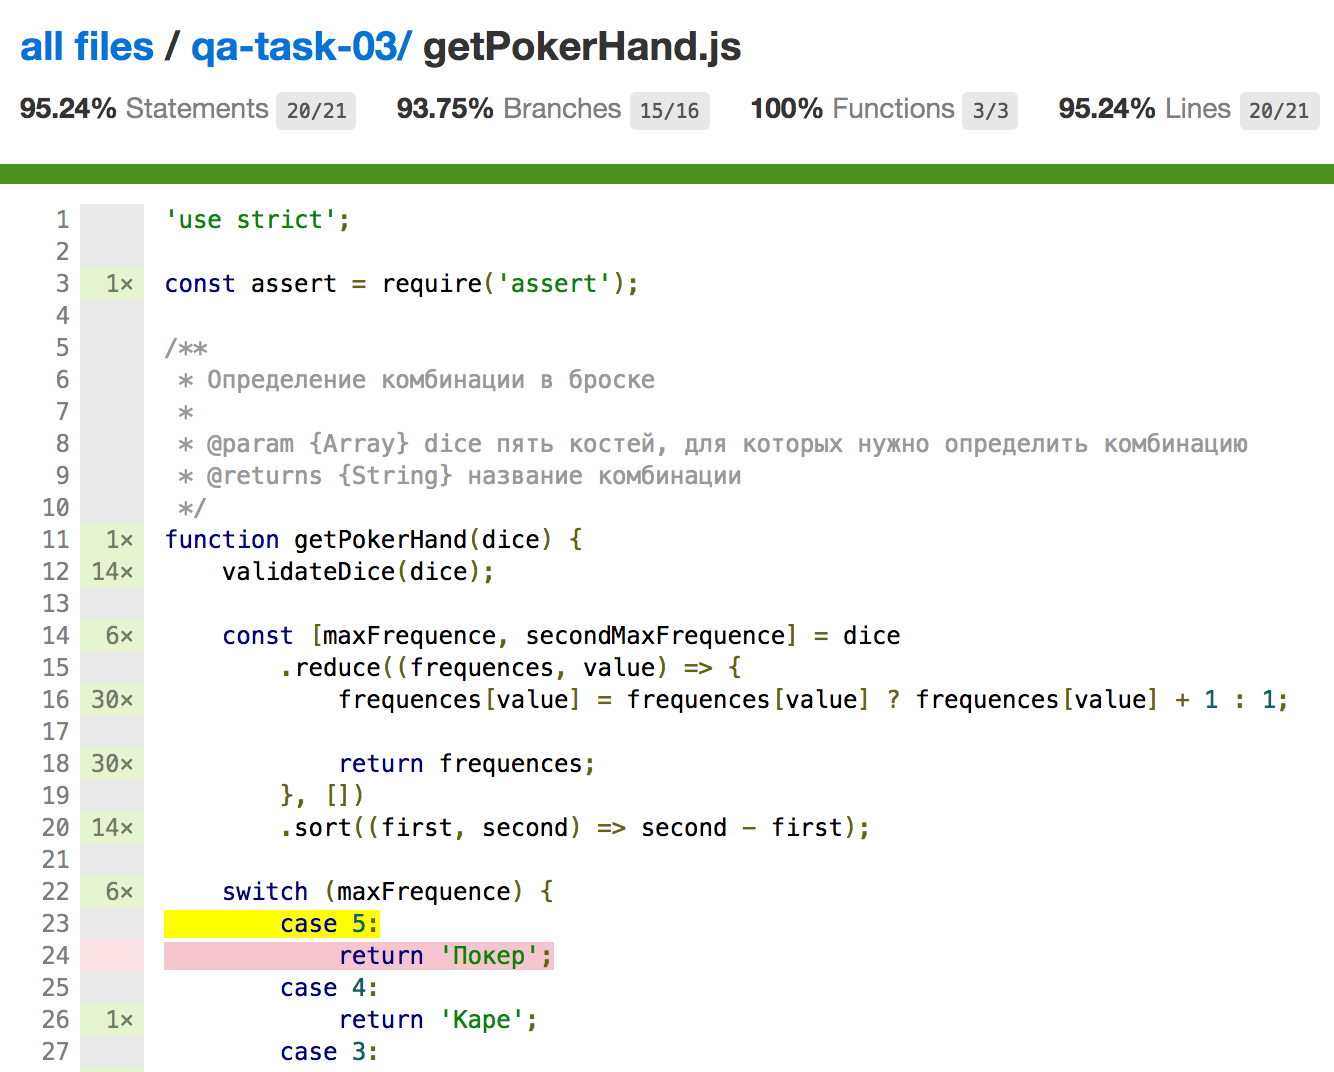 all files / qa-task-03/ getPokerHand.js
95.24% Statements 20/21 93.75% Branches 15/16 100% Functions 3/3 95.24% Lines 20/21
1 'use strict';
2
3 1× const assert = require('assert');
4
5 /**
6 * Определение комбинации в броске
7 *
8 * @param {Array} dice пять костей, для которых нужно определить комбинацию
9 * @returns {String} название комбинации
10 */
11 1× function getPokerHand(dice) {
12 14× validateDice(dice);
13
14 6× const [maxFrequence, secondMaxFrequence] = dice
15 .reduce((frequences, value) => {
16 30× frequences[value] = frequences[value] ? frequences[value] + 1 : 1;
17
18 30× return frequences;
19 }, [])
20 14× .sort((first, second) => second - first);
21
22 6× switch (maxFrequence) {
23 case 5:
24 return 'Покер';
25 case 4:
26 1× return 'Каре';
27 case 3: